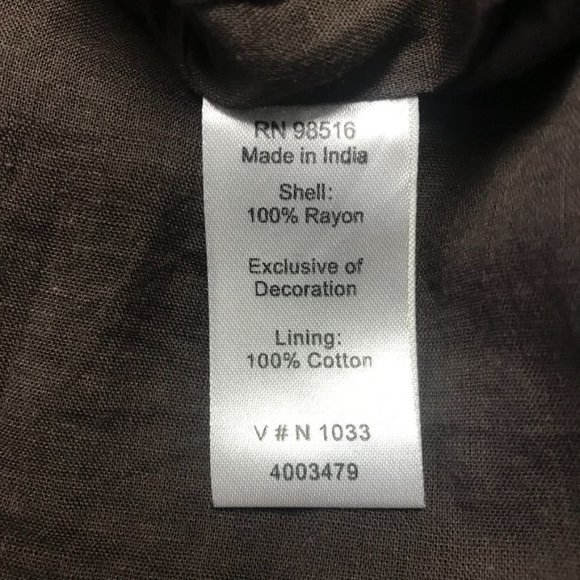 RN 98516
Made in India
Shell:
100% Rayon
Exclusive of
Decoration
Lining:
100% Cotton
V # N 1033
4003479